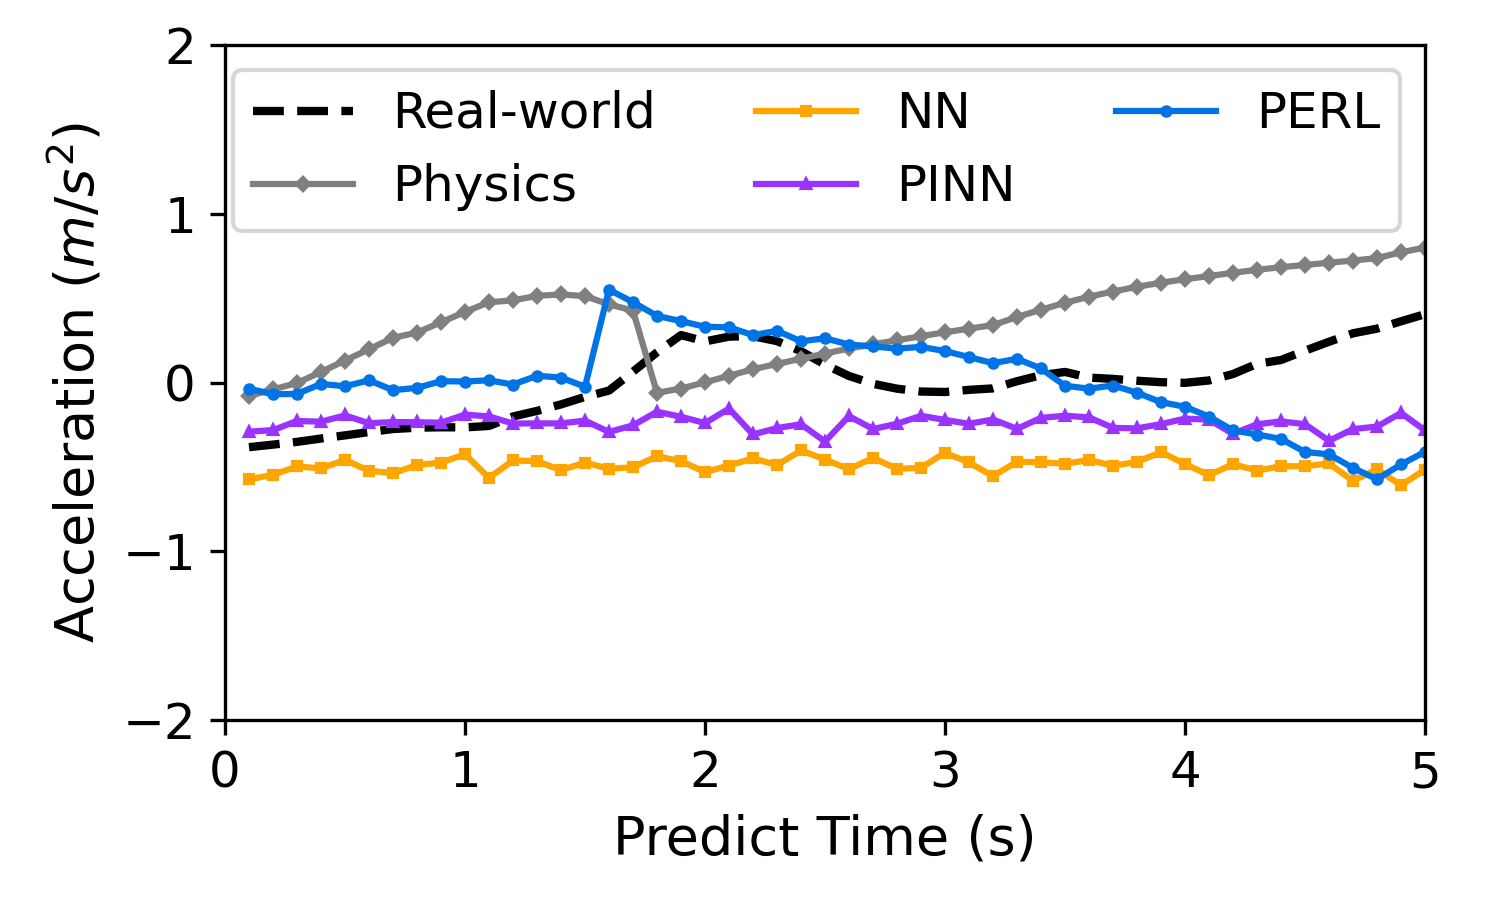 2
1
0
−1
−2
Acceleration (m/s²)
Real-world
Physics
NN
PINN
PERL
0 1 2 3 4 5
Predict Time (s)